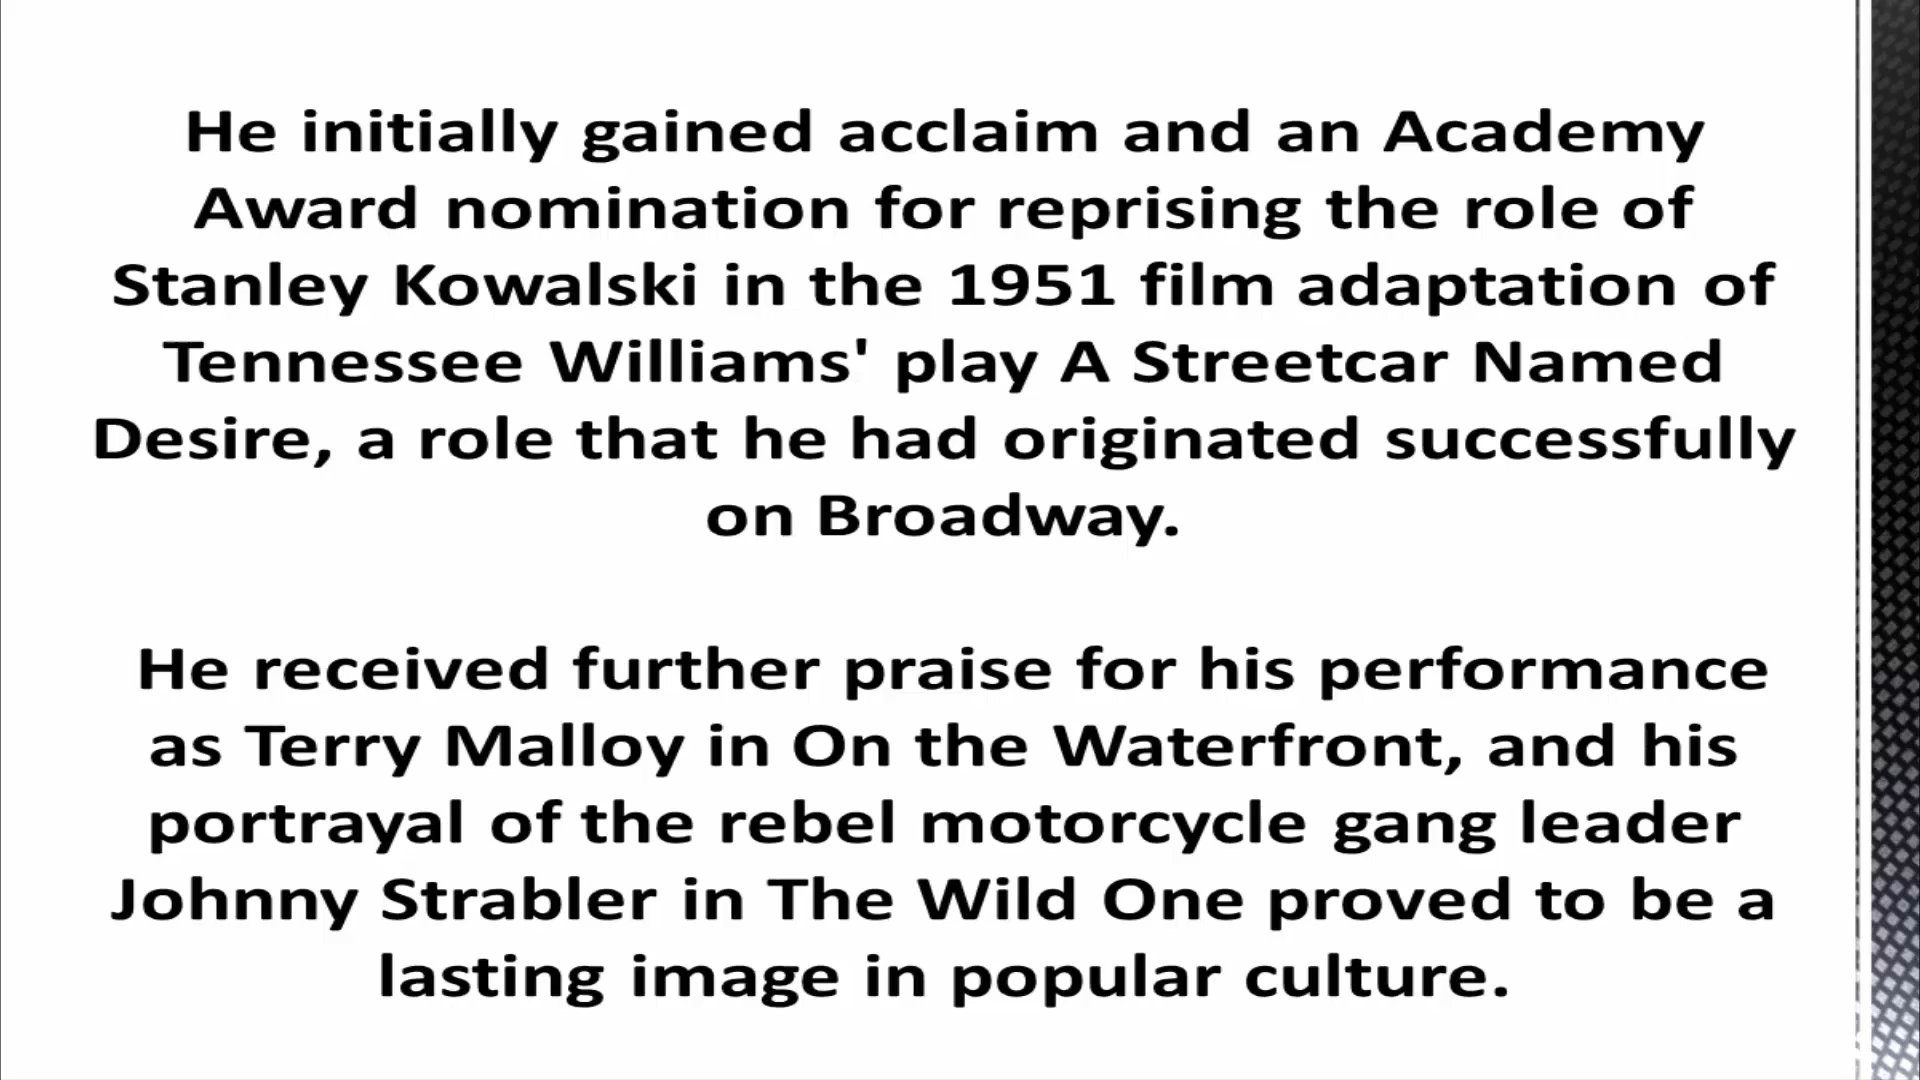 He initially gained acclaim and an Academy
Award nomination for reprising the role of
Stanley Kowalski in the 1951 film adaptation of
Tennessee Williams' play A Streetcar Named
Desire, a role that he had originated successfully
on Broadway.
He received further praise for his performance
as Terry Malloy in On the Waterfront, and his
portrayal of the rebel motorcycle gang leader
Johnny Strabler in The Wild One proved to be a
lasting image in popular culture.